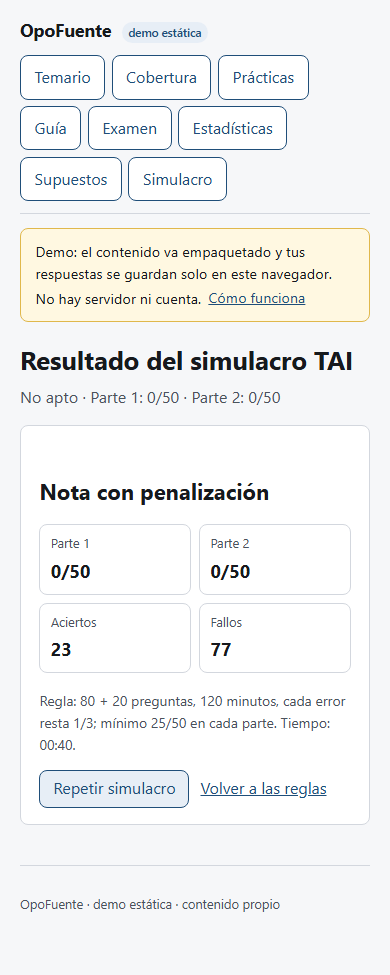 OpoFuente demo estática
Temario Cobertura Prácticas
Guía Examen Estadísticas
Supuestos Simulacro
Demo: el contenido va empaquetado y tus
respuestas se guardan solo en este navegador.
No hay servidor ni cuenta. Cómo funciona
Resultado del simulacro TAI
No apto · Parte 1: 0/50 · Parte 2: 0/50
Nota con penalización
Parte 1 Parte 2
0/50 0/50
Aciertos Fallos
23 77
Regla: 80 + 20 preguntas, 120 minutos, cada error
resta 1/3; mínimo 25/50 en cada parte. Tiempo:
00:40.
Repetir simulacro Volver a las reglas
OpoFuente · demo estática · contenido propio